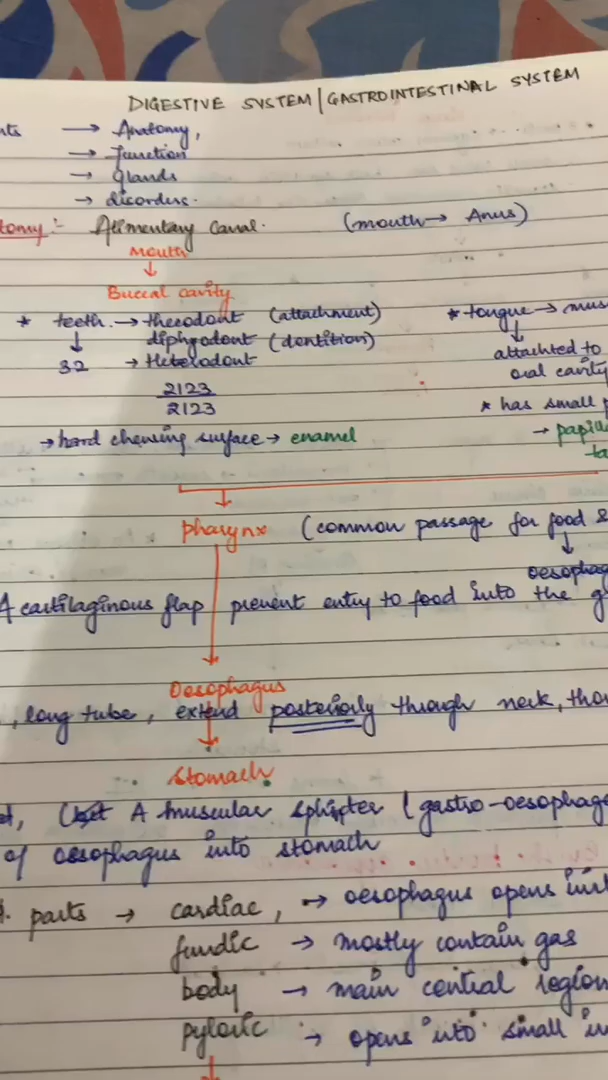 DIGESTIVE SYSTEM | GASTROINTESTINAL SYSTEM
→ Anatomy,
→ function
→ glands
→ disorders.
Alimentary Canal. (mouth → Anus)
Mouth
↓
Buccal cavity
* teeth → thecodont (attachment)
* tongue →
↓
32
diphyodont (dentition)
→ Heterodont
↓
attachted to
oral cavity
2123
2123
* has small
→ hard chewing surface → enamel
→
pharynx (common passage for food &
↓
A cartilaginous flap prevent entry to food into the
Oesophagus
, long tube, extend posteriorly through neck,
Stomach
A muscular sphincter (gastro-oesophage
of oesophagus into stomach
parts → cardiac, → oesophagus opens
fundic → mostly contain gas
body → main central region
pyloric → opens into small